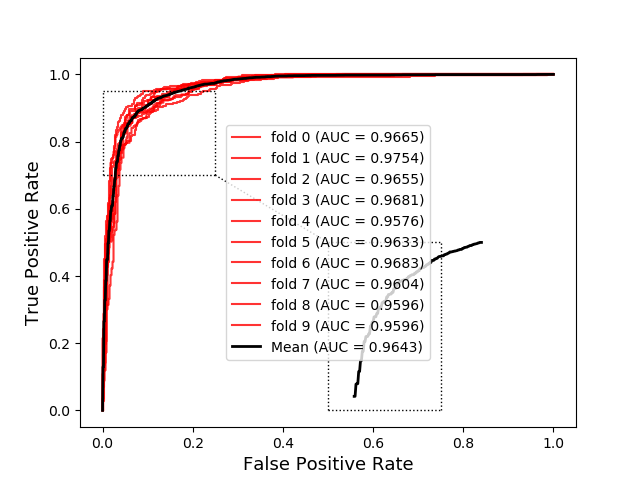 1.0
0.8
0.6
0.4
0.2
0.0
True Positive Rate
fold 0 (AUC = 0.9665)
fold 1 (AUC = 0.9754)
fold 2 (AUC = 0.9655)
fold 3 (AUC = 0.9681)
fold 4 (AUC = 0.9576)
fold 5 (AUC = 0.9633)
fold 6 (AUC = 0.9683)
fold 7 (AUC = 0.9604)
fold 8 (AUC = 0.9596)
fold 9 (AUC = 0.9596)
Mean (AUC = 0.9643)
0.0 0.2 0.4 0.6 0.8 1.0
False Positive Rate